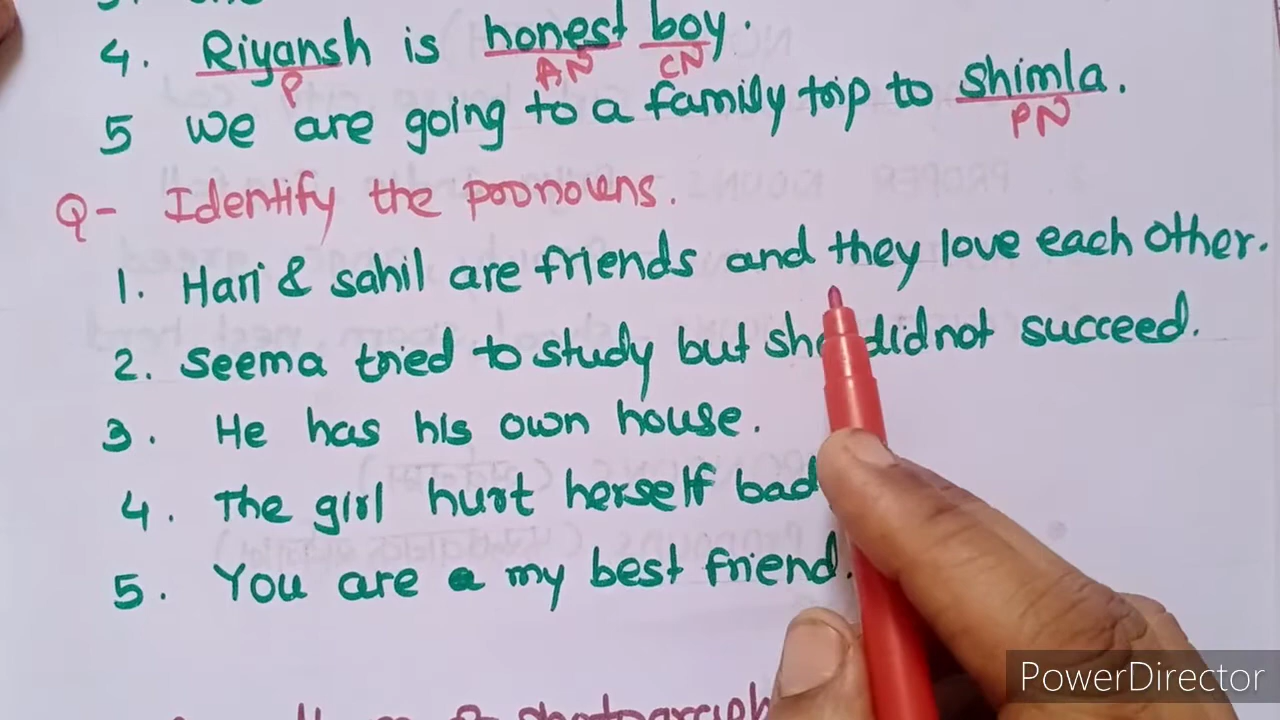 4. Riyansh is honest boy.
P AN CN
5 We are going to a family trip to Shimla.
PN
Q- Identify the pronouns.
1. Hari & Sahil are friends and they love each other.
2. Seema tried to study but she did not succeed.
3. He has his own house.
4. The girl hurt herself bad
5. You are a my best friend.
PowerDirector